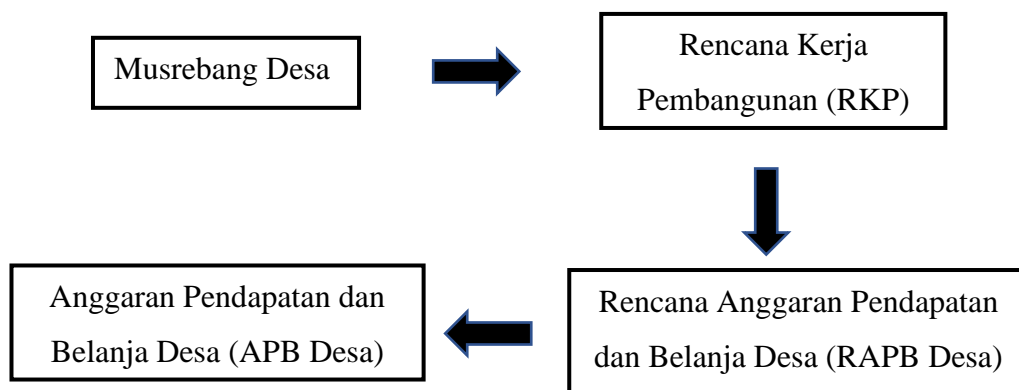 Musrebang Desa
Rencana Kerja
Pembangunan (RKP)
Rencana Anggaran Pendapatan
dan Belanja Desa (RAPB Desa)
Anggaran Pendapatan dan
Belanja Desa (APB Desa)